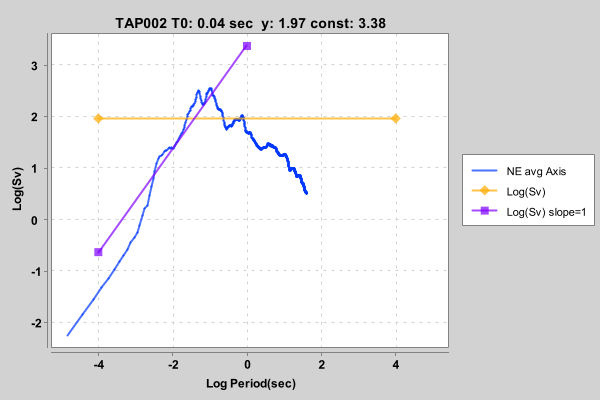 TAP002 T0: 0.04 sec  y: 1.97 const: 3.38
Log(Sv)
3
2
1
0
-1
-2
-4 -2 0 2 4
Log Period(sec)
NE avg Axis
Log(Sv)
Log(Sv) slope=1